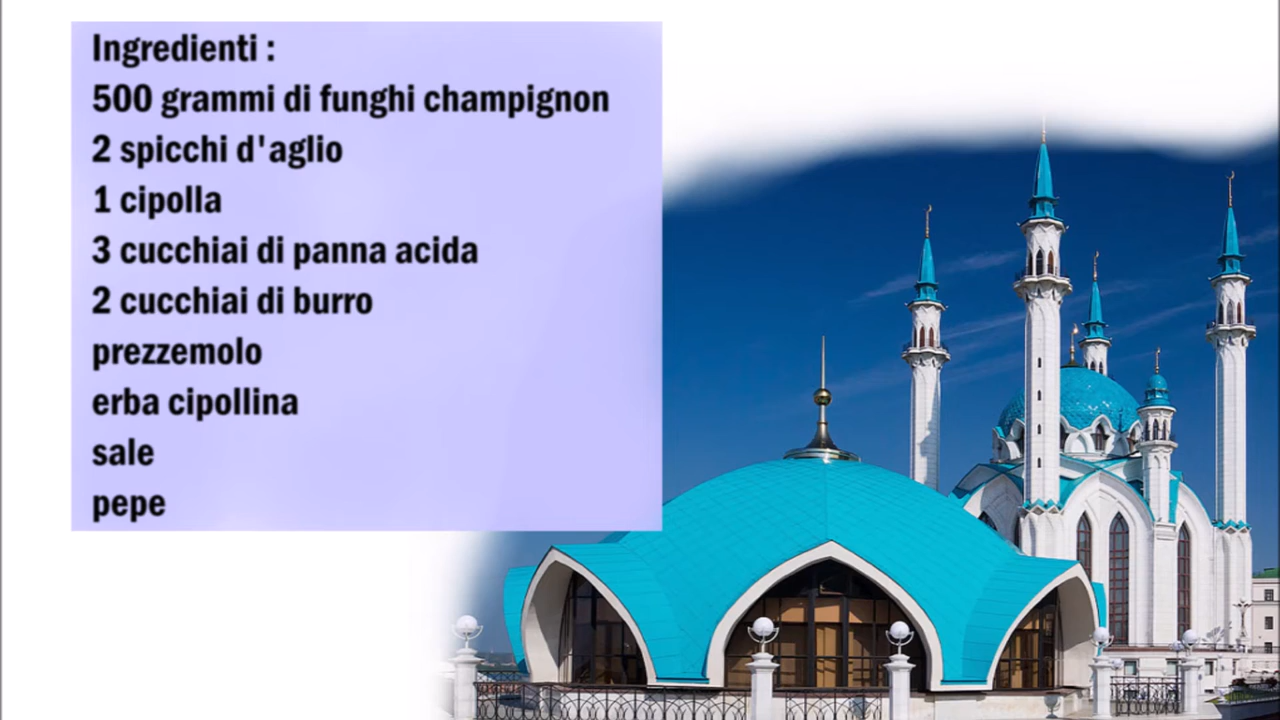 Ingredienti :
500 grammi di funghi champignon
2 spicchi d'aglio
1 cipolla
3 cucchiai di panna acida
2 cucchiai di burro
prezzemolo
erba cipollina
sale
pepe